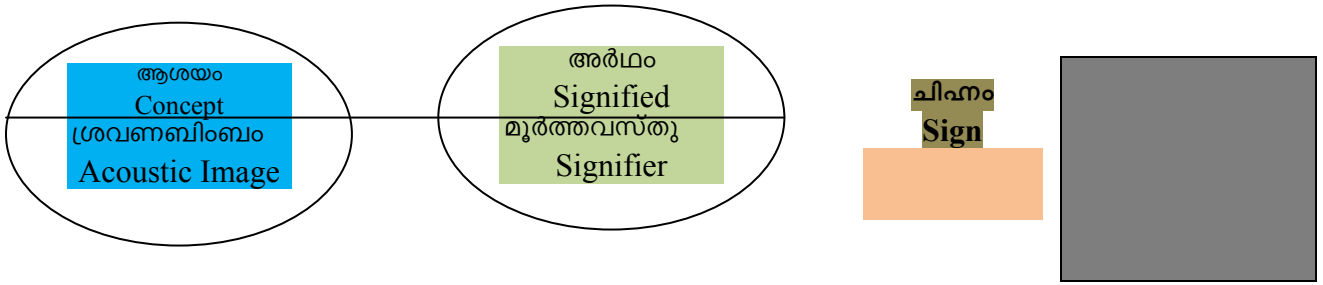 ആശയം
Concept
ശ്രവണബിംബം
Acoustic Image
അർഥം
Signified
മൂർത്തവസ്തു
Signifier
ചിഹ്നം
Sign